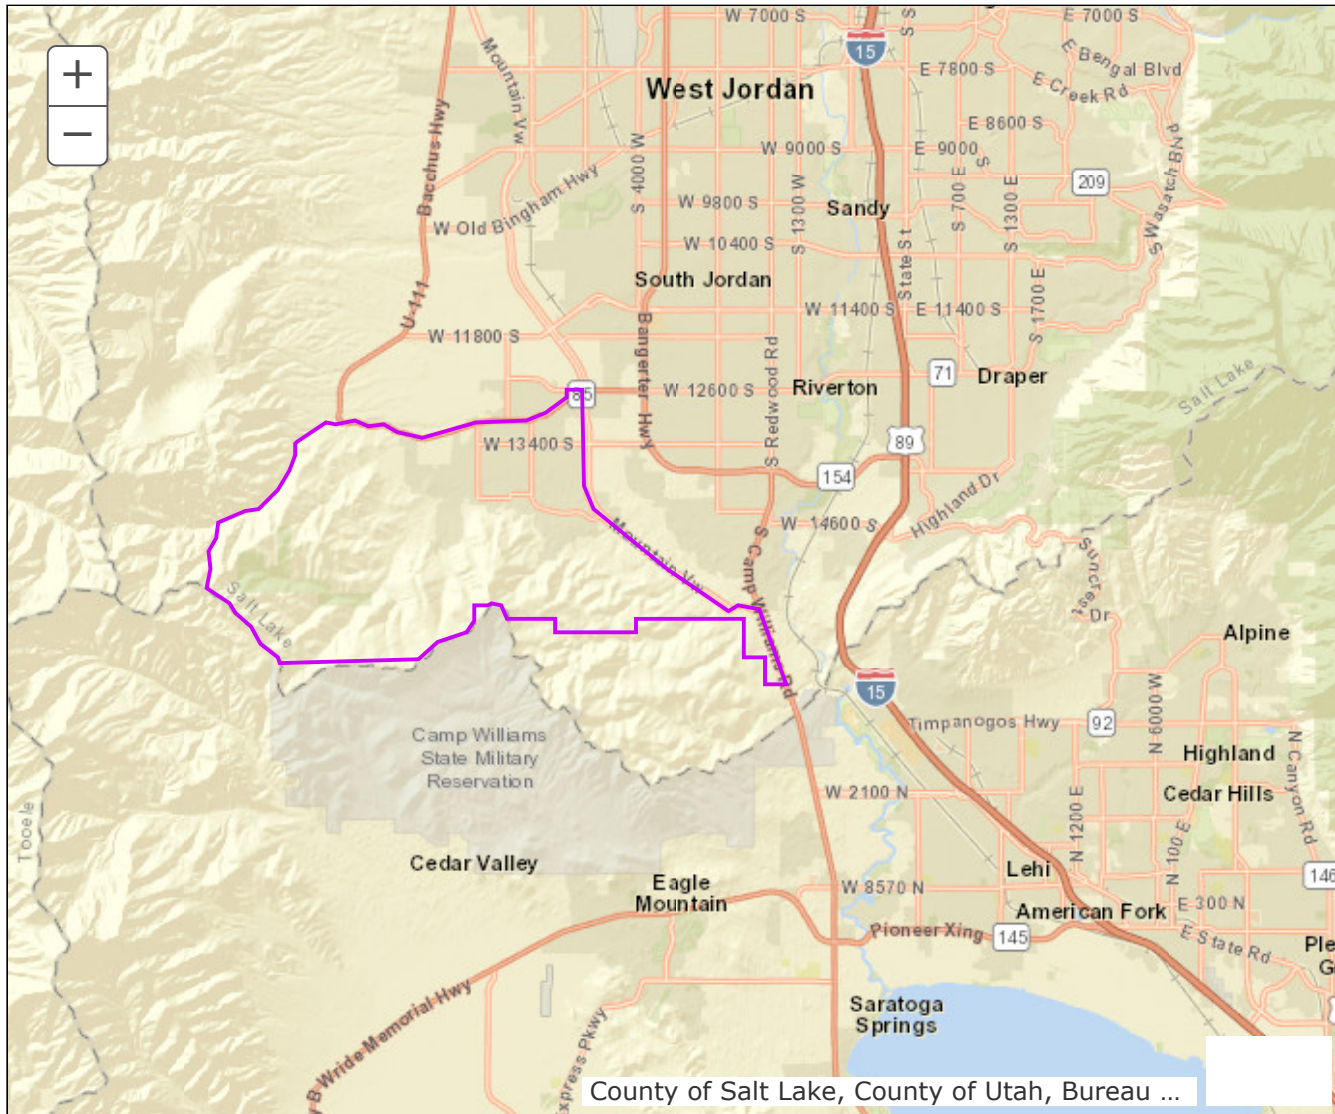 +
−
W 7000 S
S S
E 7000 S
15
Mountain Vw
E Bengal Blvd
E 7800 S
West Jordan
E Creek Rd
Bacchus Hwy
S 4000 W
E 8600 S
W 9000 S
E 9000 S
S Wasatch Blvd
209
S 700 E
S 1300 E
S 1300 W
W 9800 S
Sandy
W Old Bingham Hwy
W 10400 S
State St
South Jordan
U-111
W 11400 S
E 11400 S
S 1700 E
W 11800 S
Bangerter Hwy
S Redwood Rd
71
Draper
Salt Lake
85
W 12600 S
Riverton
W 13400 S
89
154
Highland Dr
W 14600 S
Mountain Vw
S Camp Williams Rd
Suncrest Dr
Salt Lake
Alpine
15
Camp Williams
State Military
Reservation
Timpanogos Hwy
92
N 6000 W
Highland
N Canyon Rd
W 2100 N
Cedar Hills
Tooele
N 1200 E
N 100 E
Cedar Valley
Lehi
146
Eagle
Mountain
W 8570 N
American Fork
E 300 N
Pioneer Xing
145
E State Rd
Ple
G
Saratoga
Springs
B Wride Memorial Hwy
xpress Pkwy
County of Salt Lake, County of Utah, Bureau ...